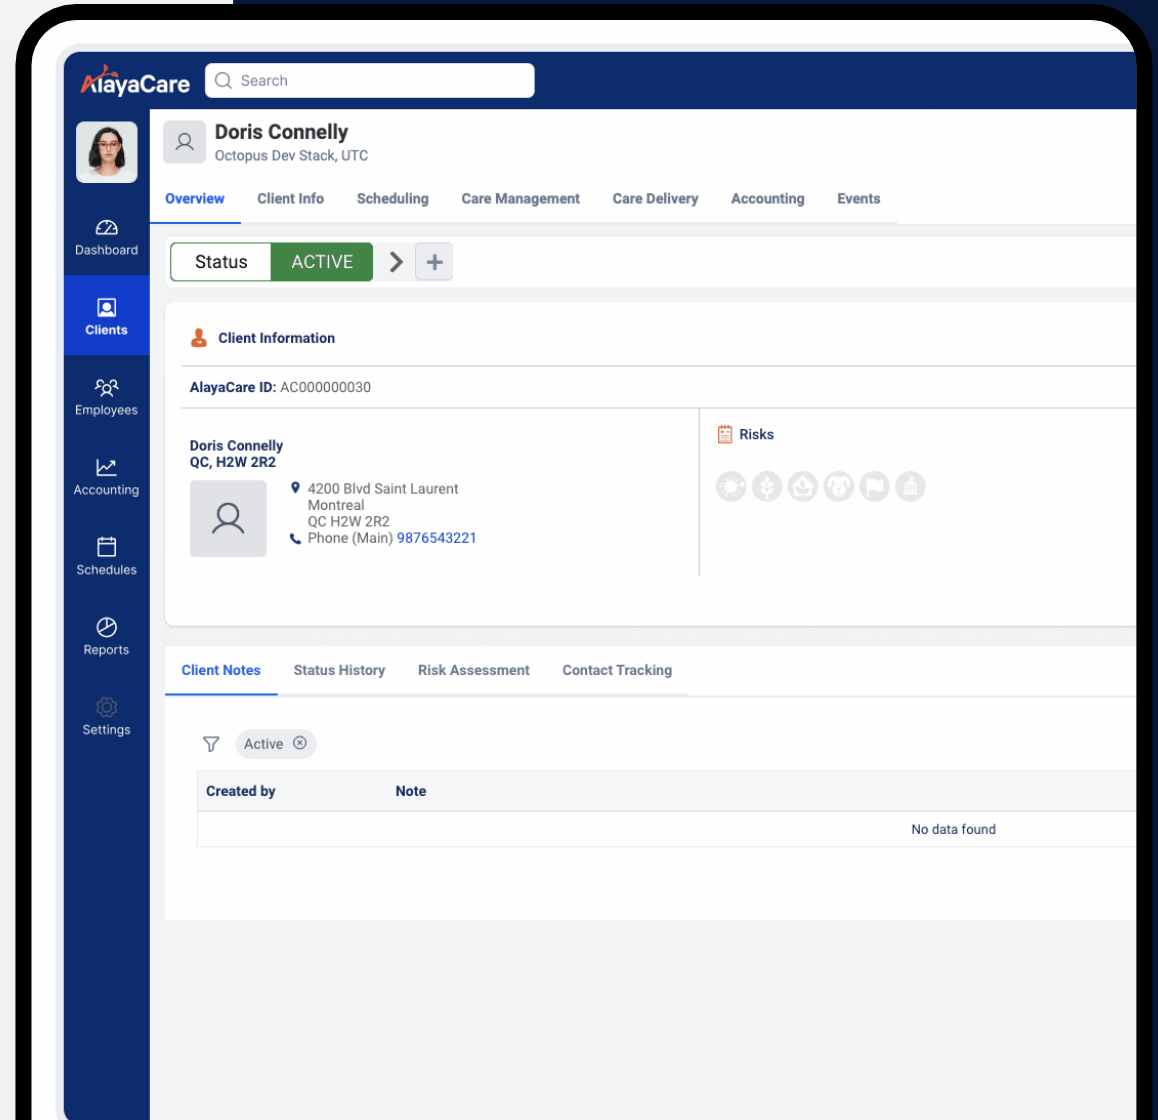 AlayaCare
Search
Doris Connelly
Octopus Dev Stack, UTC
Overview Client Info Scheduling Care Management Care Delivery Accounting Events
Status ACTIVE
Dashboard
Clients
Employees
Accounting
Schedules
Reports
Settings
Client Information
AlayaCare ID: AC000000030
Doris Connelly
QC, H2W 2R2
4200 Blvd Saint Laurent
Montreal
QC H2W 2R2
Phone (Main) 9876543221
Risks
Client Notes Status History Risk Assessment Contact Tracking
Active
Created by Note
No data found